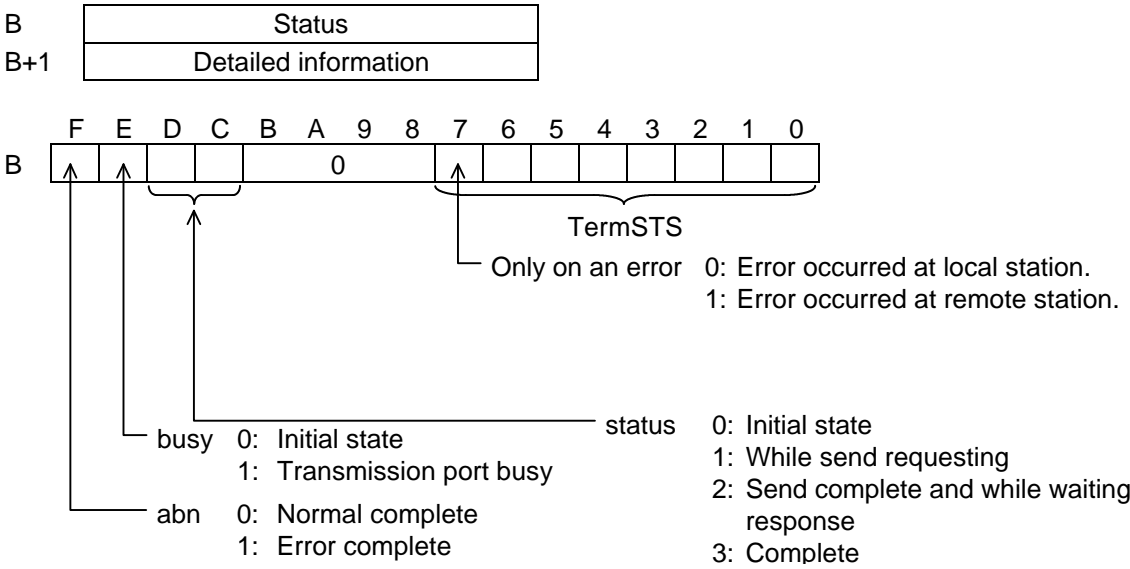 B Status
B+1 Detailed information
F E D C B A 9 8 7 6 5 4 3 2 1 0
B 0
TermSTS
Only on an error 0: Error occurred at local station.
1: Error occurred at remote station.
busy 0: Initial state
1: Transmission port busy
abn 0: Normal complete
1: Error complete
status 0: Initial state
1: While send requesting
2: Send complete and while waiting
response
3: Complete